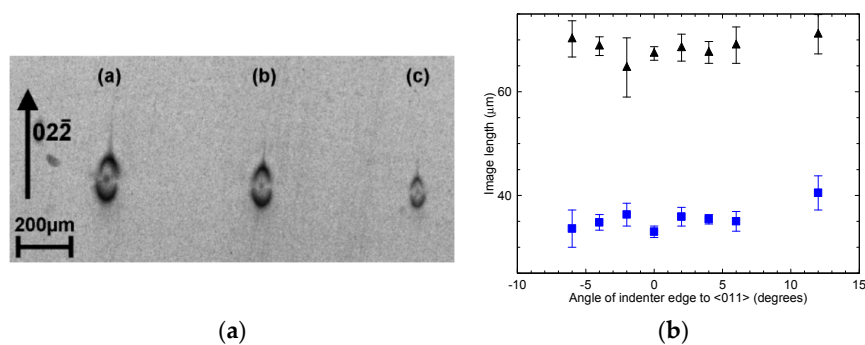 (a) (b) (c)
022̄
200μm
Image length (μm)
60
40
-10 -5 0 5 10 15
Angle of indenter edge to <011> (degrees)
(a) (b)